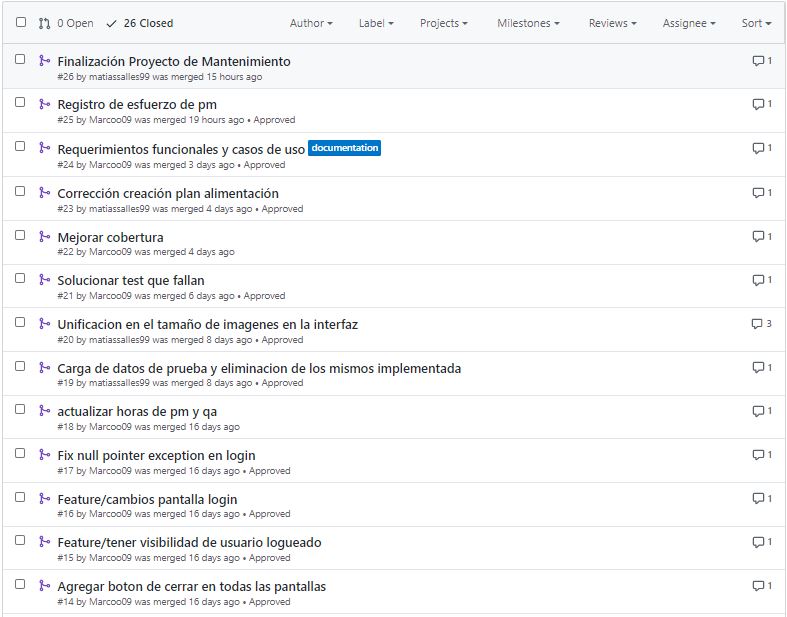 0 Open 26 Closed Author Label Projects Milestones Reviews Assignee Sort
Finalización Proyecto de Mantenimiento 1
#26 by matiassalles99 was merged 15 hours ago
Registro de esfuerzo de pm 1
#25 by Marcoo09 was merged 19 hours ago • Approved
Requerimientos funcionales y casos de uso documentation 1
#24 by Marcoo09 was merged 3 days ago • Approved
Corrección creación plan alimentación 1
#23 by matiassalles99 was merged 4 days ago • Approved
Mejorar cobertura 1
#22 by Marcoo09 was merged 4 days ago
Solucionar test que fallan 1
#21 by Marcoo09 was merged 6 days ago • Approved
Unificacion en el tamaño de imagenes en la interfaz 3
#20 by matiassalles99 was merged 8 days ago • Approved
Carga de datos de prueba y eliminacion de los mismos implementada 1
#19 by matiassalles99 was merged 8 days ago • Approved
actualizar horas de pm y qa 1
#18 by Marcoo09 was merged 16 days ago
Fix null pointer exception en login 1
#17 by Marcoo09 was merged 16 days ago • Approved
Feature/cambios pantalla login 1
#16 by Marcoo09 was merged 16 days ago • Approved
Feature/tener visibilidad de usuario logueado 1
#15 by Marcoo09 was merged 16 days ago • Approved
Agregar boton de cerrar en todas las pantallas 1
#14 by Marcoo09 was merged 16 days ago • Approved